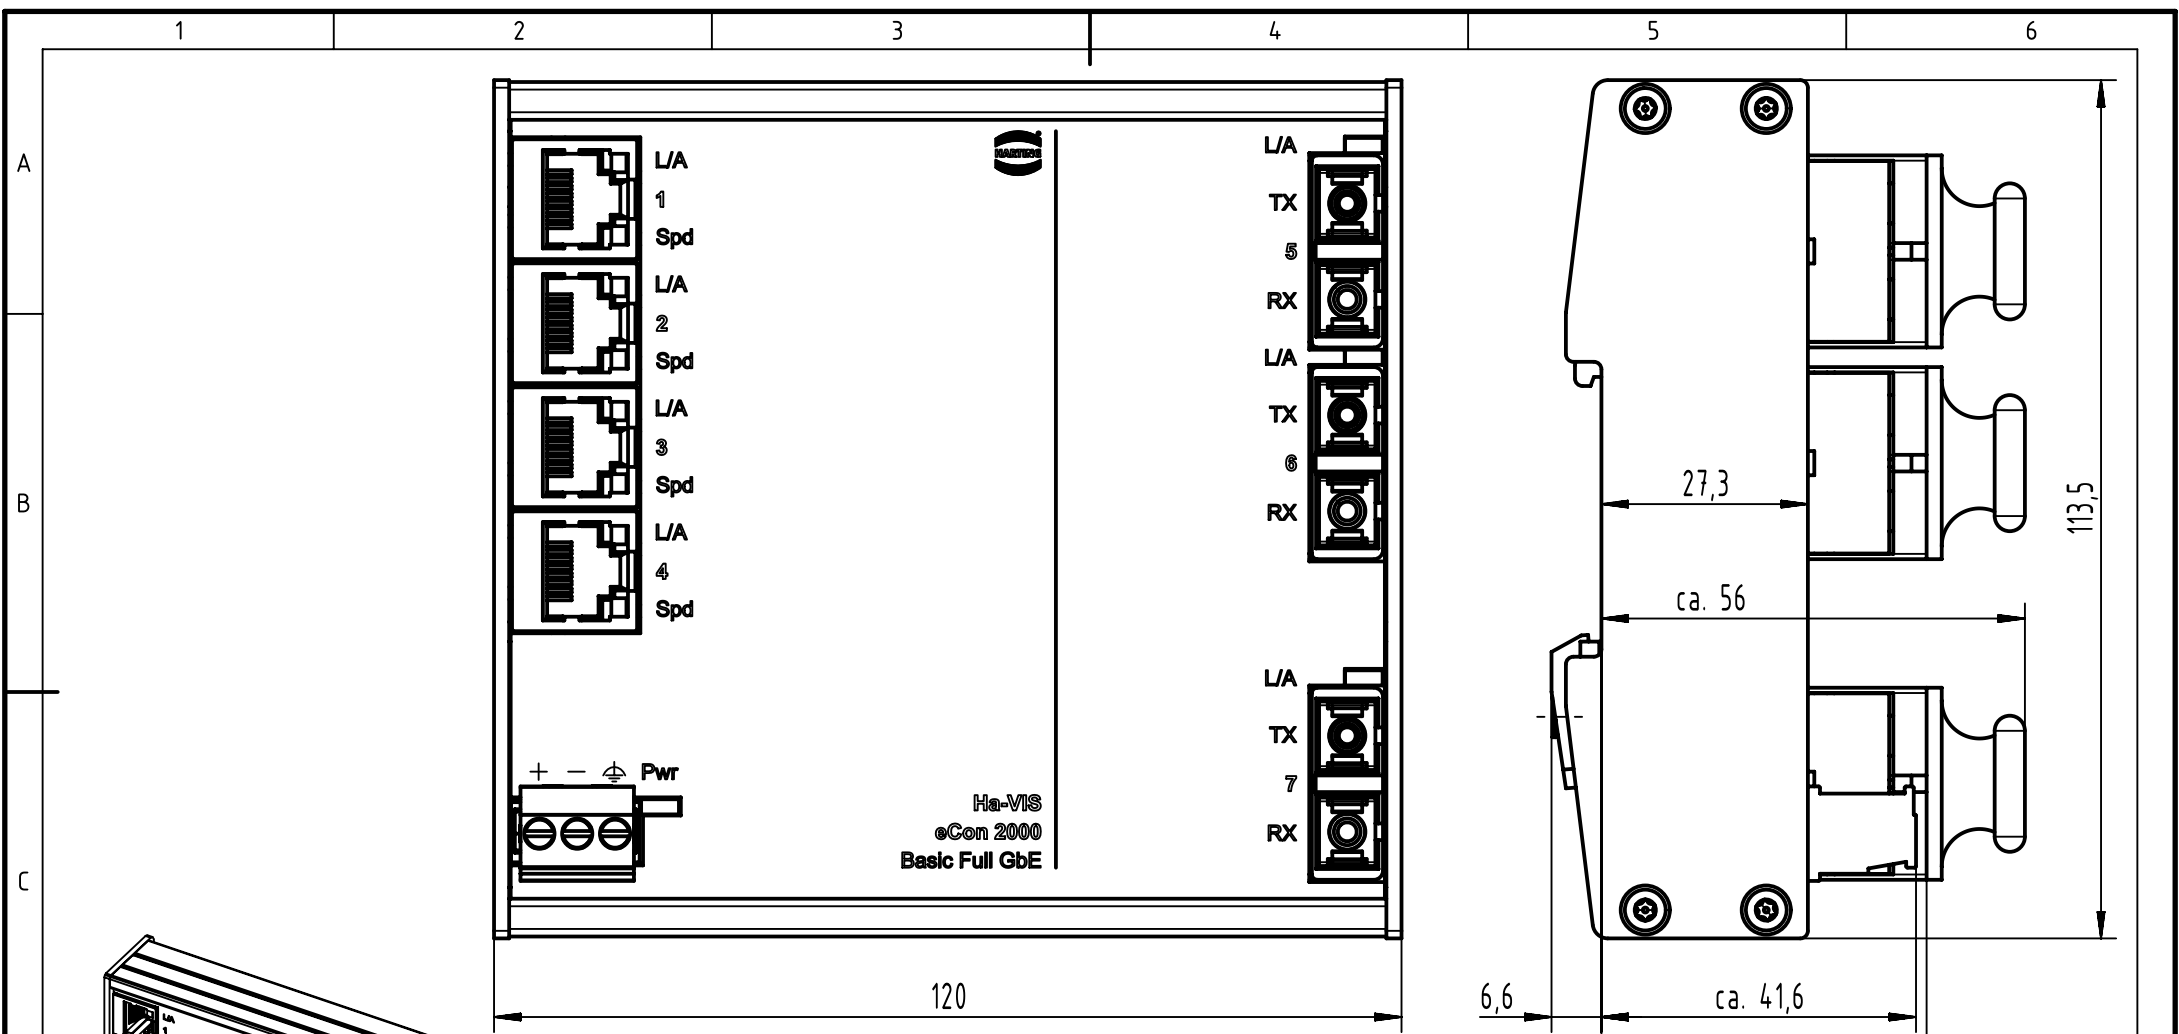 1 2 3 4 5 6
A
B
C
L/A
1
Spd
L/A
2
Spd
L/A
3
Spd
L/A
4
Spd
+ − Pwr
HARTING
®
Ha-VIS
eCon 2000
Basic Full GbE
L/A
TX
5
RX
L/A
TX
6
RX
L/A
TX
7
RX
120
27,3
ca. 56
113,5
6,6
ca. 41,6
L/A
1